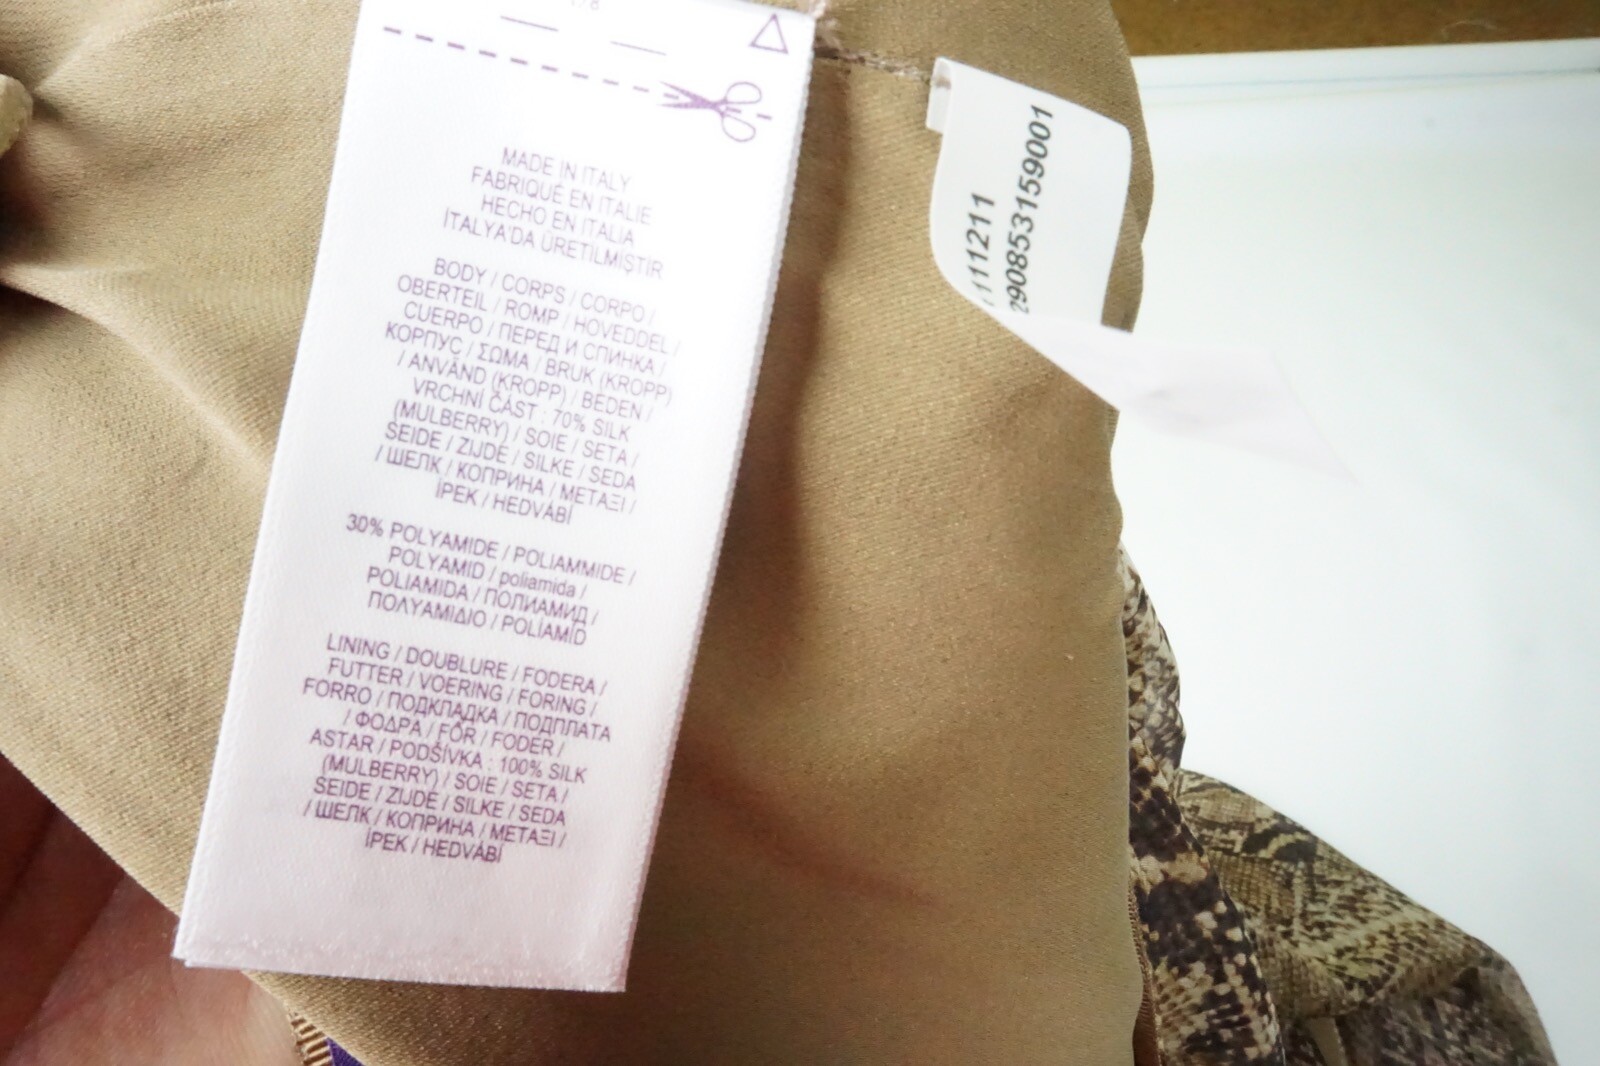 MADE IN ITALY
FABRIQUÉ EN ITALIE
HECHO EN ITALIA
İTALYA'DA ÜRETİLMİŞTİR
BODY / CORPS / CORPO /
OBERTEIL / ROMP / HOVEDDEL /
CUERPO / ПЕРЕД И СПИНКА /
КОРПУС / ΣΩΜΑ / BRUK (KROPP)
/ ANVÄND (KROPP) / BEDEN /
VRCHNÍ ČÁST : 70% SILK
(MULBERRY) / SOIE / SETA /
SEIDE / ZIJDE / SILKE / SEDA
/ ШЕЛК / КОПРИНА / ΜΕΤΑΞΙ /
İPEK / HEDVÁBÍ
30% POLYAMIDE / POLIAMMIDE /
POLYAMID / poliamida /
POLIAMIDA / ПОЛИАМИД /
ΠΟΛΥΑΜΙΔΙΟ / POLİAMİD
LINING / DOUBLURE / FODERA /
FUTTER / VOERING / FORING /
FORRO / ПОДКЛАДКА / ПОДПЛАТА
/ ΦΟΔΡΑ / FÔR / FODER /
ASTAR / PODŠÍVKA : 100% SILK
(MULBERRY) / SOIE / SETA /
SEIDE / ZIJDE / SILKE / SEDA
/ ШЕЛК / КОПРИНА / ΜΕΤΑΞΙ /
İPEK / HEDVÁBÍ
111211
2908531159001